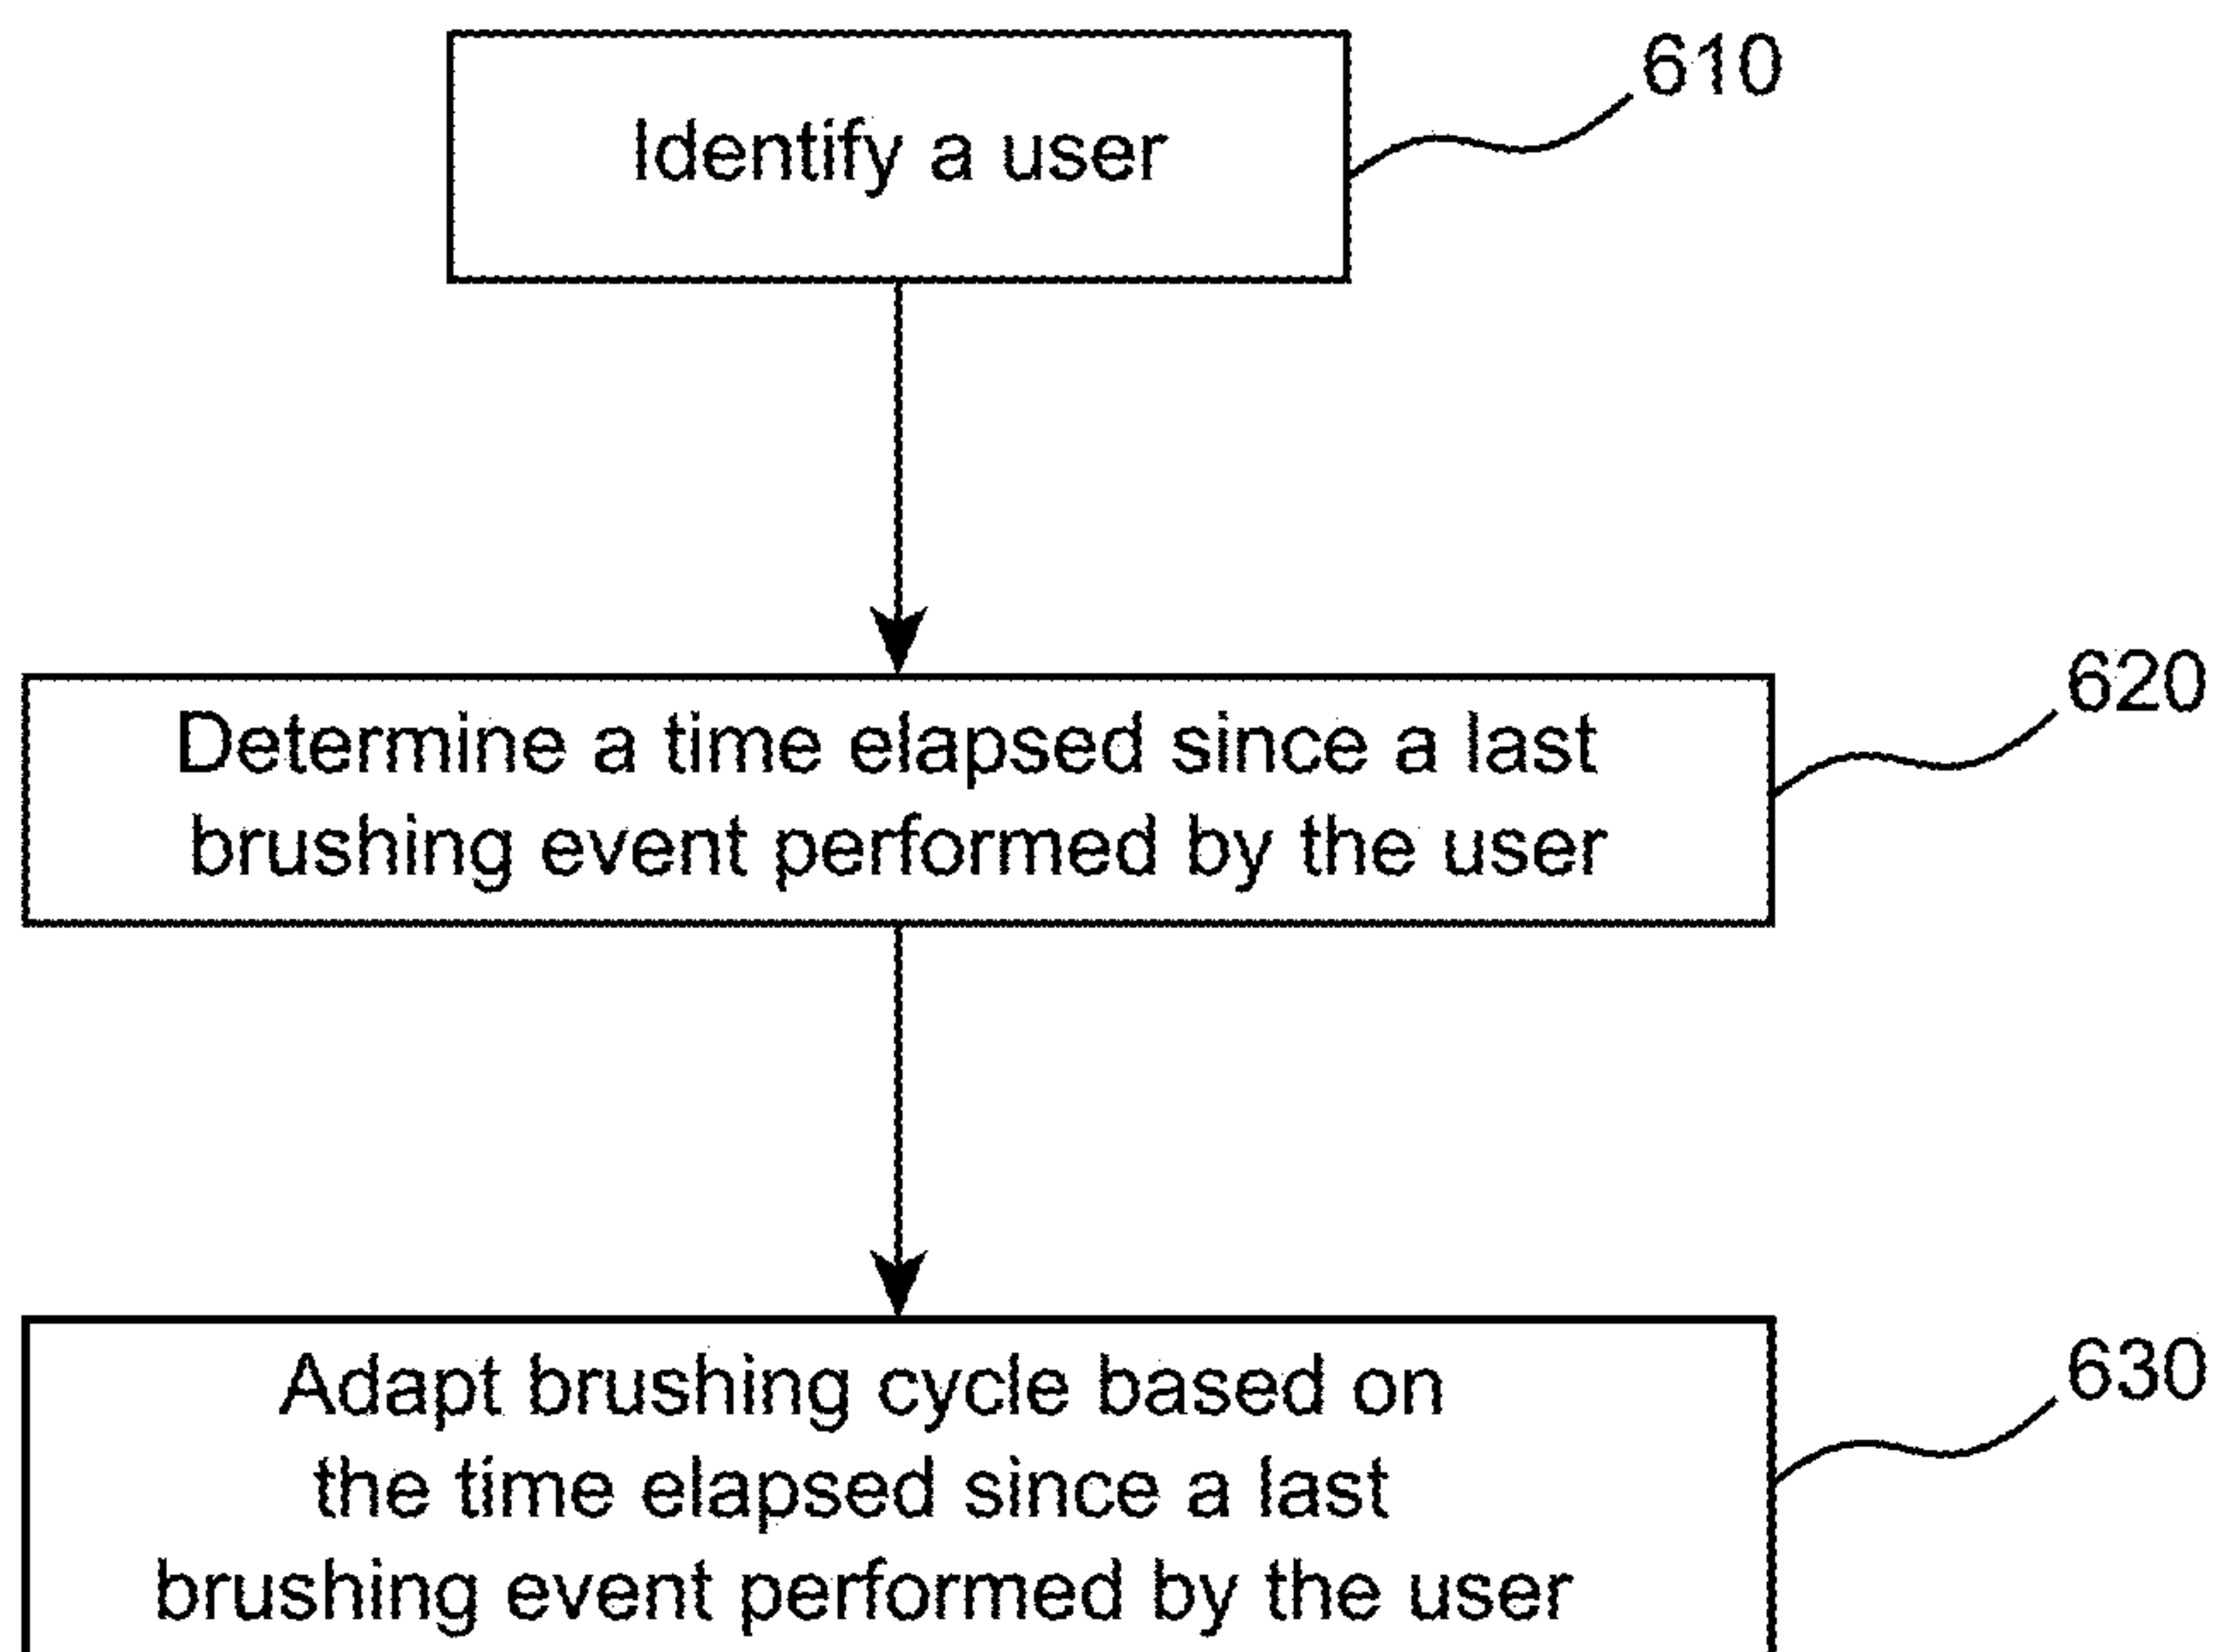 Identify a user
610
Determine a time elapsed since a last
brushing event performed by the user
620
Adapt brushing cycle based on
the time elapsed since a last
brushing event performed by the user
630